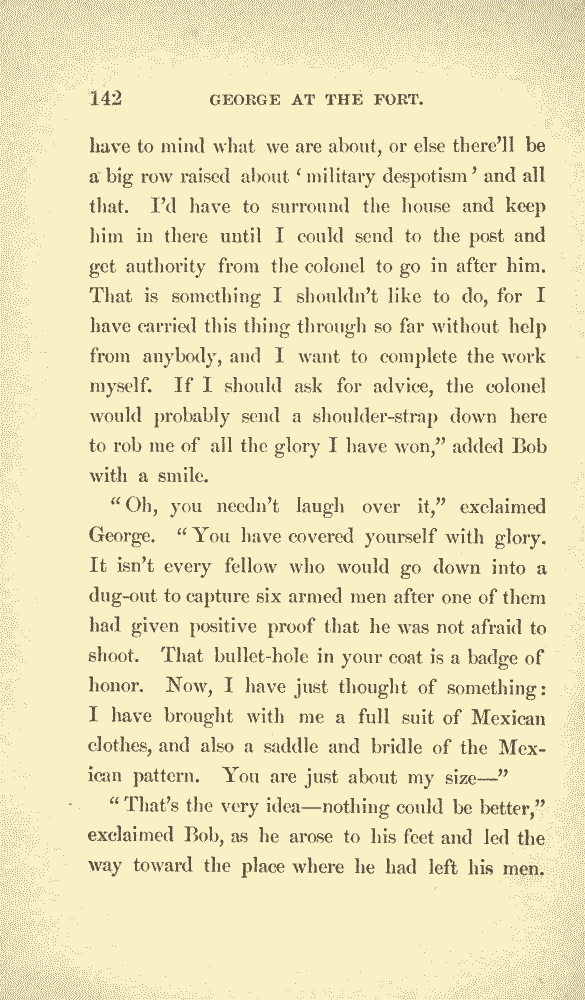 142
GEORGE AT THE FORT.
have to mind what we are about, or else there'll be
a big row raised about ‘military despotism’ and all
that. I'd have to surround the house and keep
him in there until I could send to the post and
get authority from the colonel to go in after him.
That is something I shouldn't like to do, for I
have carried this thing through so far without help
from anybody, and I want to complete the work
myself. If I should ask for advice, the colonel
would probably send a shoulder-strap down here
to rob me of all the glory I have won,” added Bob
with a smile.
“Oh, you needn't laugh over it,” exclaimed
George. “You have covered yourself with glory.
It isn't every fellow who would go down into a
dug-out to capture six armed men after one of them
had given positive proof that he was not afraid to
shoot. That bullet-hole in your coat is a badge of
honor. Now, I have just thought of something:
I have brought with me a full suit of Mexican
clothes, and also a saddle and bridle of the Mex-
ican pattern. You are just about my size—”
“That's the very idea—nothing could be better,”
exclaimed Bob, as he arose to his feet and led the
way toward the place where he had left his men.